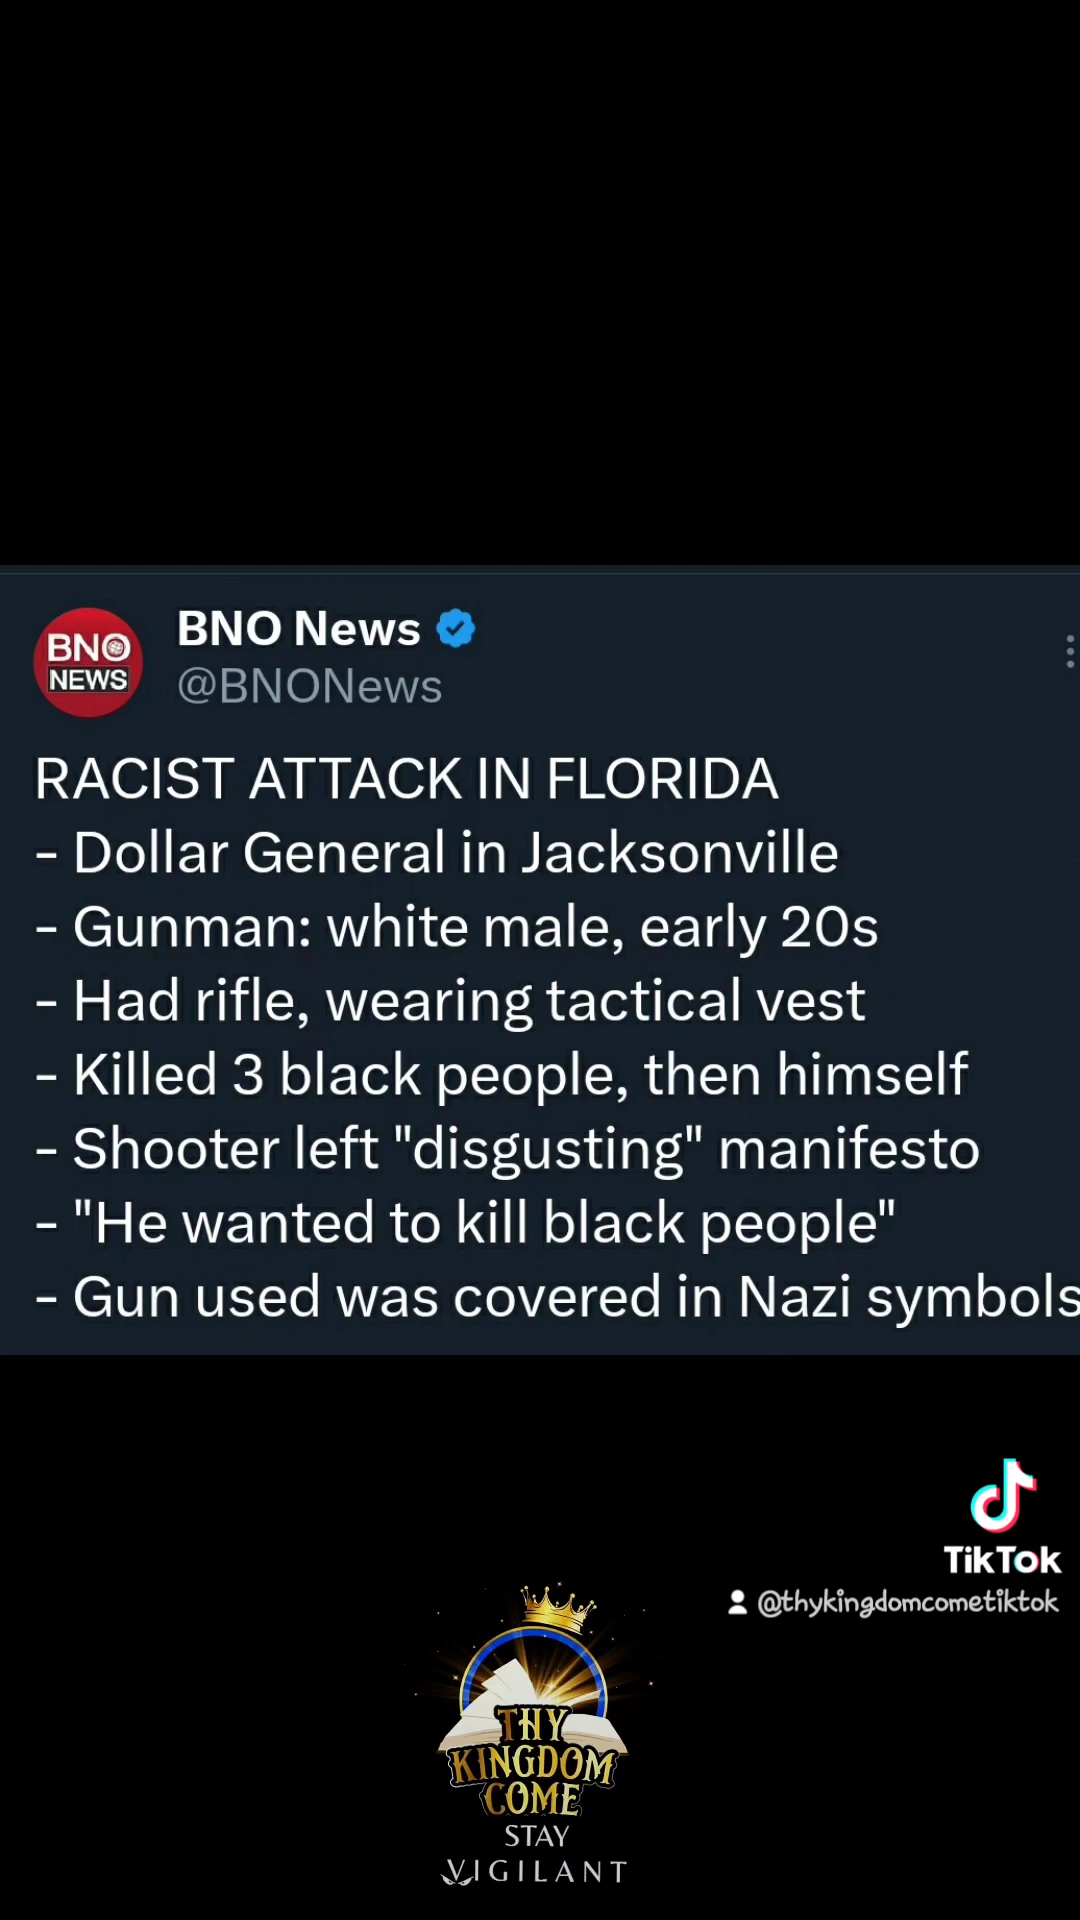 BNO
NEWS
BNO News
@BNONews
RACIST ATTACK IN FLORIDA
- Dollar General in Jacksonville
- Gunman: white male, early 20s
- Had rifle, wearing tactical vest
- Killed 3 black people, then himself
- Shooter left "disgusting" manifesto
- "He wanted to kill black people"
- Gun used was covered in Nazi symbols
TikTok
@thykingdomcometiktok
THY
KINGDOM
COME
STAY
VIGILANT